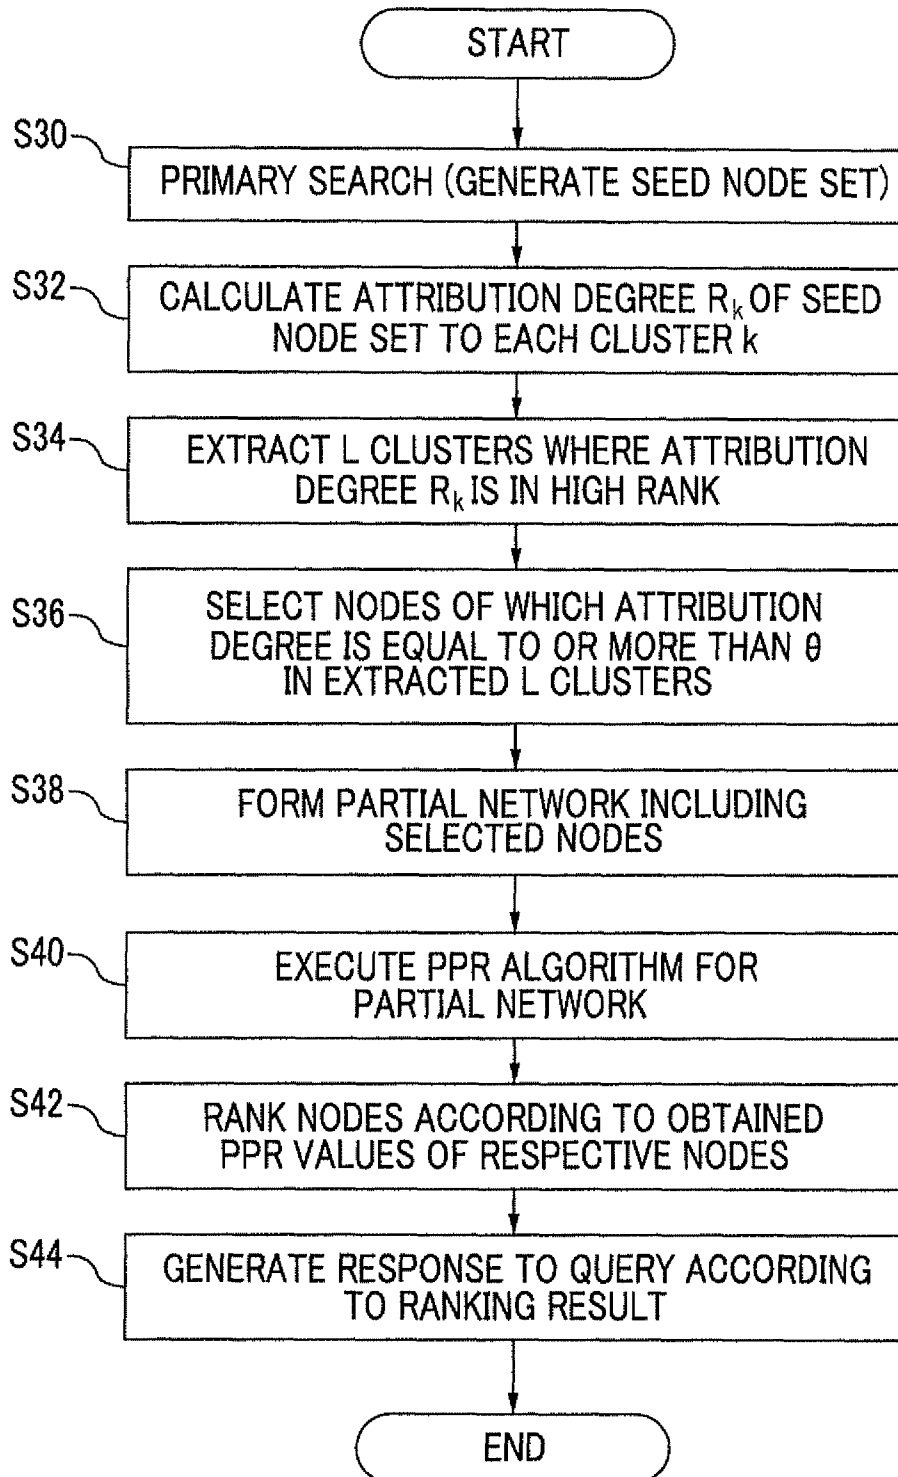 START
S30
PRIMARY SEARCH (GENERATE SEED NODE SET)
S32
CALCULATE ATTRIBUTION DEGREE Rk OF SEED
NODE SET TO EACH CLUSTER k
S34
EXTRACT L CLUSTERS WHERE ATTRIBUTION
DEGREE Rk IS IN HIGH RANK
S36
SELECT NODES OF WHICH ATTRIBUTION
DEGREE IS EQUAL TO OR MORE THAN θ
IN EXTRACTED L CLUSTERS
S38
FORM PARTIAL NETWORK INCLUDING
SELECTED NODES
S40
EXECUTE PPR ALGORITHM FOR
PARTIAL NETWORK
S42
RANK NODES ACCORDING TO OBTAINED
PPR VALUES OF RESPECTIVE NODES
S44
GENERATE RESPONSE TO QUERY ACCORDING
TO RANKING RESULT
END